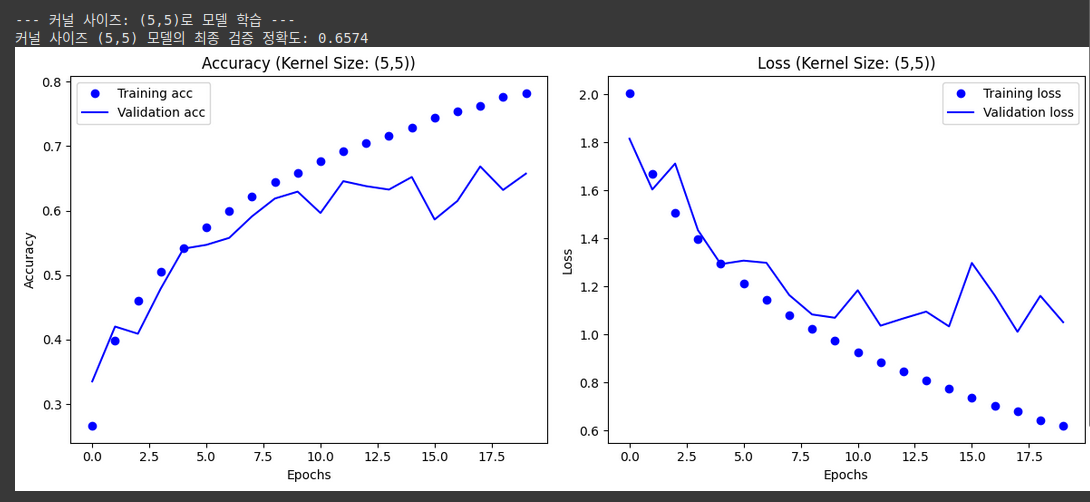 --- 커널 사이즈: (5,5)로 모델 학습 ---
커널 사이즈 (5,5) 모델의 최종 검증 정확도: 0.6574
Accuracy (Kernel Size: (5,5))
Training acc
Validation acc
Accuracy
0.8
0.7
0.6
0.5
0.4
0.3
0.0 2.5 5.0 7.5 10.0 12.5 15.0 17.5
Epochs
Loss (Kernel Size: (5,5))
Training loss
Validation loss
Loss
2.0
1.8
1.6
1.4
1.2
1.0
0.8
0.6
0.0 2.5 5.0 7.5 10.0 12.5 15.0 17.5
Epochs